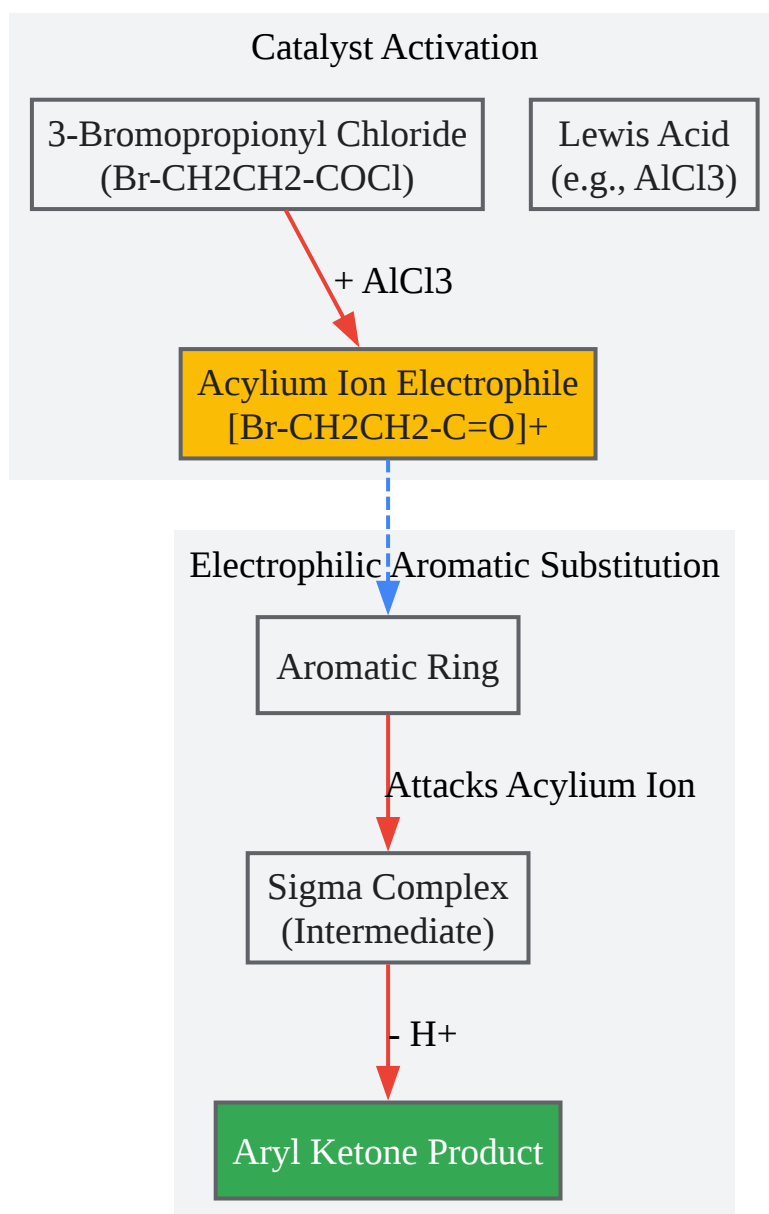 Catalyst Activation
3-Bromopropionyl Chloride
(Br-CH2CH2-COCl)
Lewis Acid
(e.g., AlCl3)
+ AlCl3
Acylium Ion Electrophile
[Br-CH2CH2-C=O]+
Electrophilic Aromatic Substitution
Aromatic Ring
Attacks Acylium Ion
Sigma Complex
(Intermediate)
- H+
Aryl Ketone Product